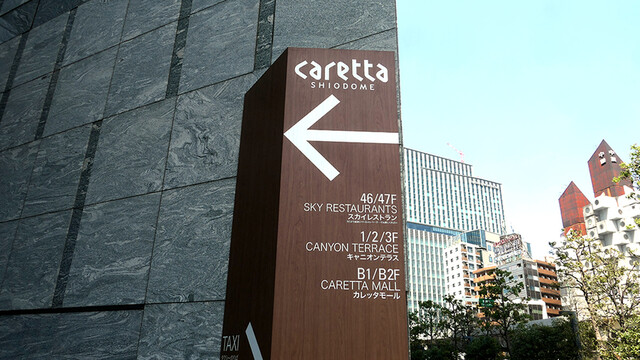 caretta
SHIODOME
46/47F
SKY RESTAURANTS
スカイレストラン
1/2/3F
CANYON TERRACE
キャニオンテラス
B1/B2F
CARETTA MALL
カレッタモール
TAXI